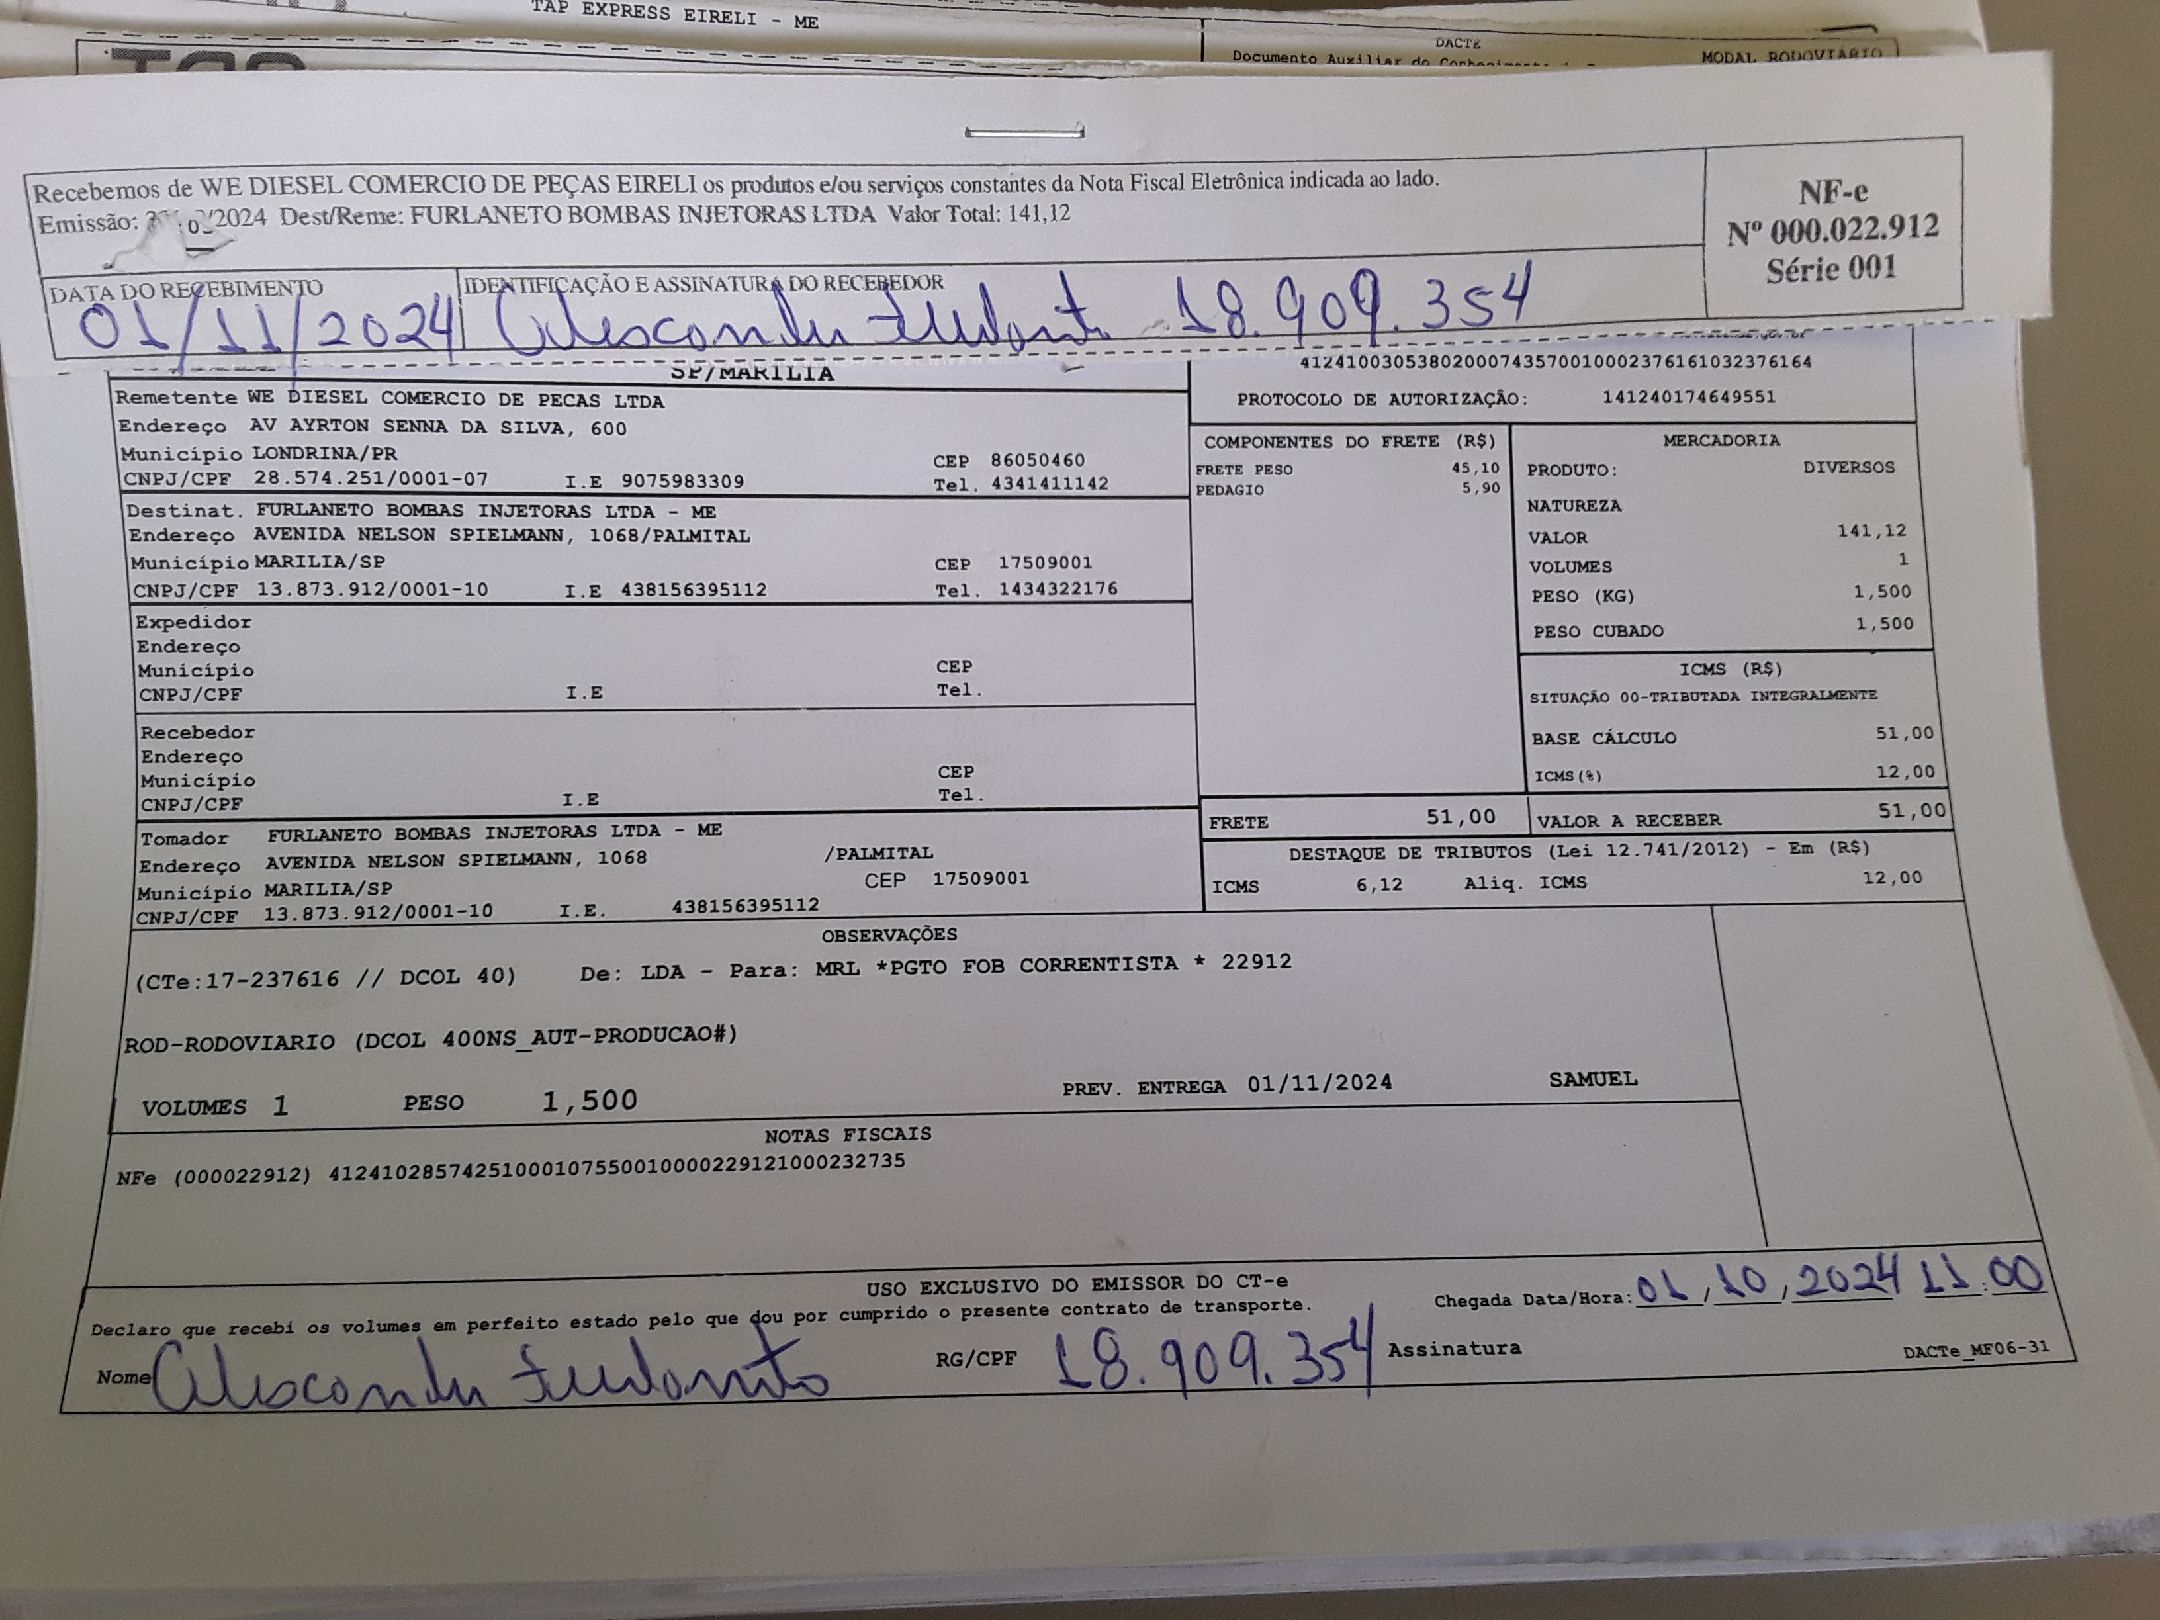 TAP EXPRESS EIRELI - ME
DACTE
Documento Auxiliar do Conhecimento
MODAL RODOVIÁRIO
Recebemos de WE DIESEL COMERCIO DE PEÇAS EIRELI os produtos e/ou serviços constantes da Nota Fiscal Eletrônica indicada ao lado.
Emissão: /2024 Dest/Reme: FURLANETO BOMBAS INJETORAS LTDA Valor Total: 141,12
NF-e
Nº 000.022.912
Série 001
DATA DO RECEBIMENTO
01/11/2024
IDENTIFICAÇÃO E ASSINATURA DO RECEBEDOR
18.909.354
SP/MARILIA
41241003053802000743570010002376161032376164
PROTOCOLO DE AUTORIZAÇÃO: 141240174649551
Remetente WE DIESEL COMERCIO DE PECAS LTDA
Endereço AV AYRTON SENNA DA SILVA, 600
Município LONDRINA/PR CEP 86050460
CNPJ/CPF 28.574.251/0001-07 I.E 9075983309 Tel. 4341411142
Destinat. FURLANETO BOMBAS INJETORAS LTDA - ME
Endereço AVENIDA NELSON SPIELMANN, 1068/PALMITAL
Município MARILIA/SP CEP 17509001
CNPJ/CPF 13.873.912/0001-10 I.E 438156395112 Tel. 1434322176
Expedidor
Endereço
Município CEP
CNPJ/CPF I.E Tel.
Recebedor
Endereço
Município CEP
CNPJ/CPF I.E Tel.
Tomador FURLANETO BOMBAS INJETORAS LTDA - ME
Endereço AVENIDA NELSON SPIELMANN, 1068 /PALMITAL
Município MARILIA/SP CEP 17509001
CNPJ/CPF 13.873.912/0001-10 I.E. 438156395112
COMPONENTES DO FRETE (R$)
FRETE PESO 45,10
PEDAGIO 5,90
MERCADORIA
PRODUTO: DIVERSOS
NATUREZA
VALOR 141,12
VOLUMES 1
PESO (KG) 1,500
PESO CUBADO 1,500
ICMS (R$)
SITUAÇÃO 00-TRIBUTADA INTEGRALMENTE
BASE CÁLCULO 51,00
ICMS(%) 12,00
FRETE 51,00 VALOR A RECEBER 51,00
DESTAQUE DE TRIBUTOS (Lei 12.741/2012) - Em (R$)
ICMS 6,12 Aliq. ICMS 12,00
OBSERVAÇÕES
(CTe:17-237616 // DCOL 40) De: LDA - Para: MRL *PGTO FOB CORRENTISTA * 22912
ROD-RODOVIARIO (DCOL 400NS_AUT-PRODUCAO#)
VOLUMES 1 PESO 1,500 PREV. ENTREGA 01/11/2024 SAMUEL
NOTAS FISCAIS
NFe (000022912) 41241028574251000107550010000229121000232735
USO EXCLUSIVO DO EMISSOR DO CT-e
Declaro que recebi os volumes em perfeito estado pelo que dou por cumprido o presente contrato de transporte.
Chegada Data/Hora: 01/10/2024 11:00
Nome RG/CPF 18.909.354 Assinatura
DACTe_MF06-31